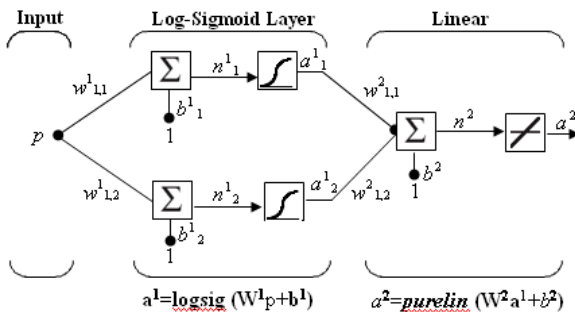 Input Log-Sigmoid Layer Linear
w¹₁,₁ n¹₁ a¹₁
Σ
b¹₁
1
w²₁,₁
p
Σ n² a²
b²
1
w¹₁,₂ n¹₂ a¹₂ w²₁,₂
Σ
b¹₂
1
a¹=logsig (W¹p+b¹) a²=purelin (W²a¹+b²)